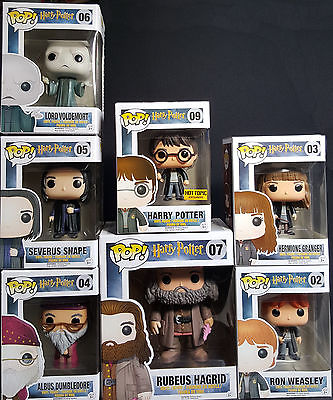 POP!
Harry Potter
06
LORD VOLDEMORT
POP!
Harry Potter
05
SEVERUS SNAPE
POP!
Harry Potter
04
ALBUS DUMBLEDORE
POP!
Harry Potter
09
HOT TOPIC
HARRY POTTER
POP!
Harry Potter
07
RUBEUS HAGRID
POP!
Harry Potter
03
HERMIONE GRANGER
POP!
Harry Potter
02
RON WEASLEY